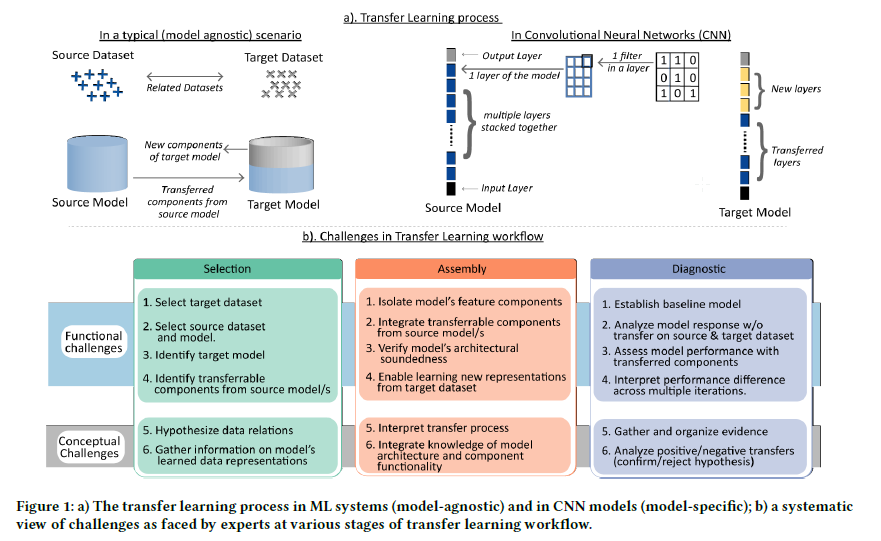 a). Transfer Learning process
In a typical (model agnostic) scenario
Source Dataset
Target Dataset
Related Datasets
New components
of target model
Transferred
components from
source model
Source Model
Target Model
In Convolutional Neural Networks (CNN)
Output Layer
1 layer of the model
1 filter
in a layer
1 1 0
0 1 0
1 0 1
multiple layers
stacked together
Input Layer
Source Model
New layers
Transferred
layers
Target Model
b). Challenges in Transfer Learning workflow
Selection
Assembly
Diagnostic
Functional
challenges
1. Select target dataset
2. Select source dataset
and model.
3. Identify target model
4. Identify transferrable
components from source model/s
1. Isolate model's feature components
2. Integrate transferrable components
from source model/s
3. Verify model's architectural
soundedness
4. Enable learning new representations
from target dataset
1. Establish baseline model
2. Analyze model response w/o
transfer on source & target dataset
3. Assess model performance with
transferred components
4. Interpret performance difference
across multiple iterations.
Conceptual
Challenges
5. Hypothesize data relations
6. Gather information on model's
learned data representations
5. Interpret transfer process
6. Integrate knowledge of model
architecture and component
functionality
5. Gather and organize evidence
6. Analyze positive/negative transfers
(confirm/reject hypothesis)
Figure 1: a) The transfer learning process in ML systems (model-agnostic) and in CNN models (model-specific); b) a systematic
view of challenges as faced by experts at various stages of transfer learning workflow.